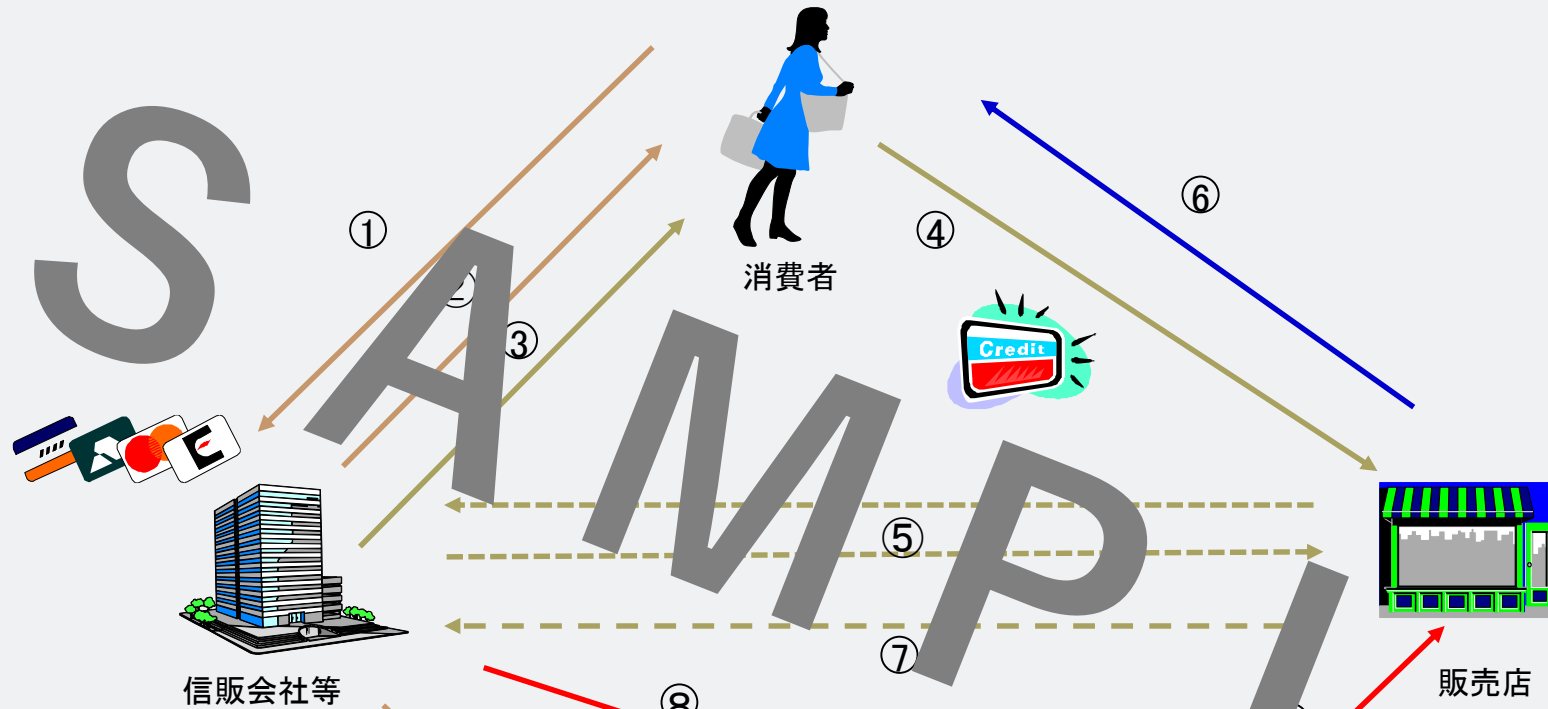 ①
②
③
④
⑥
消費者
Credit
⑤
⑦
信販会社等
販売店
⑧
SAMPL